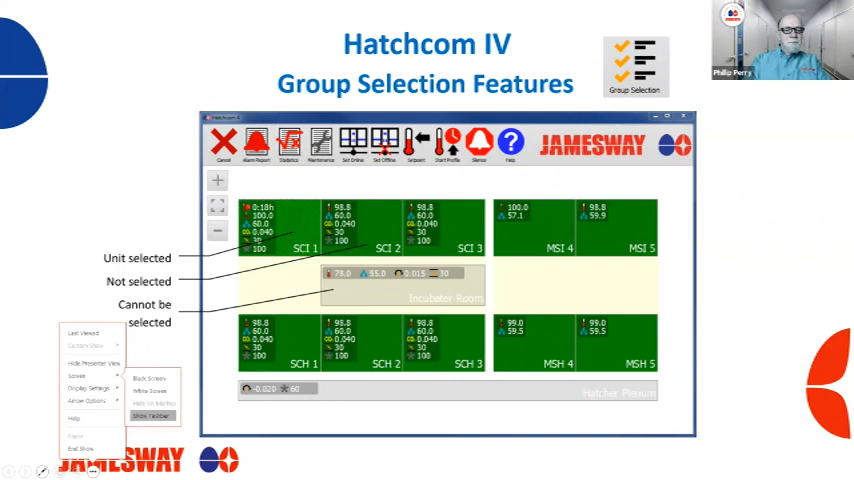 Hatchcom IV
Group Selection Features
Group Selection
Phillip Perry
Hatchcom IV
Cancel
Alarm Report
Statistics
Maintenance
Set Online
Set Offline
Setpoint
Start Profile
Silence
Help
JAMESWAY
0:18h
100.0
60.0
0.040
30
100
SCI 1
98.8
60.0
0.040
30
100
SCI 2
98.8
60.0
0.040
30
100
SCI 3
100.0
57.1
MSI 4
98.8
59.9
MSI 5
Unit selected
Not selected
Cannot be
selected
78.0 55.0 0.015 30
Incubator Room
98.8
60.0
0.040
30
100
SCH 1
98.8
60.0
0.040
30
100
SCH 2
98.8
60.0
0.040
30
100
SCH 3
99.0
59.5
MSH 4
99.0
59.5
MSH 5
-0.020 60
Hatcher Plenum
Last Viewed
Custom Show
Hide Presenter View
Screen
Display Settings
Arrow Options
Help
Pause
End Show
Black Screen
White Screen
Show Taskbar
JAMESWAY